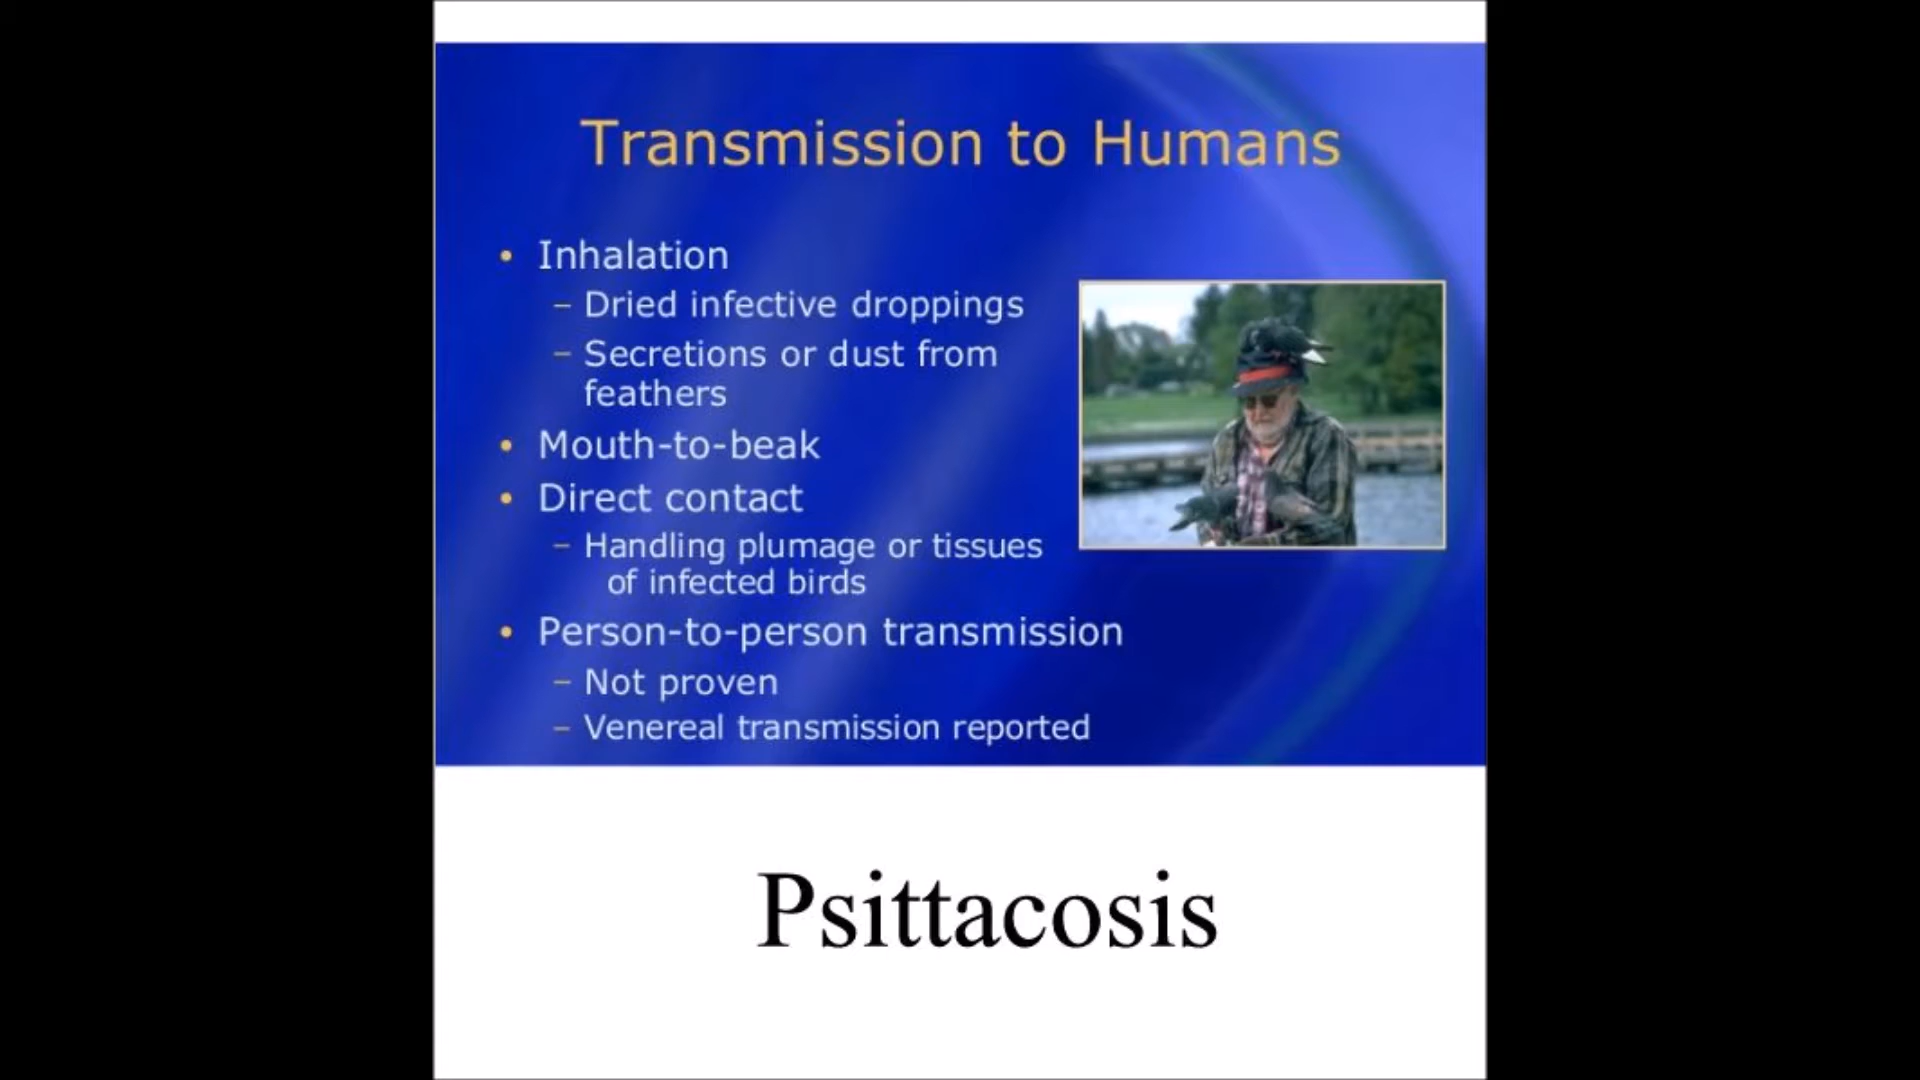 Transmission to Humans
• Inhalation
– Dried infective droppings
– Secretions or dust from
feathers
• Mouth-to-beak
• Direct contact
– Handling plumage or tissues
of infected birds
• Person-to-person transmission
– Not proven
– Venereal transmission reported
Psittacosis